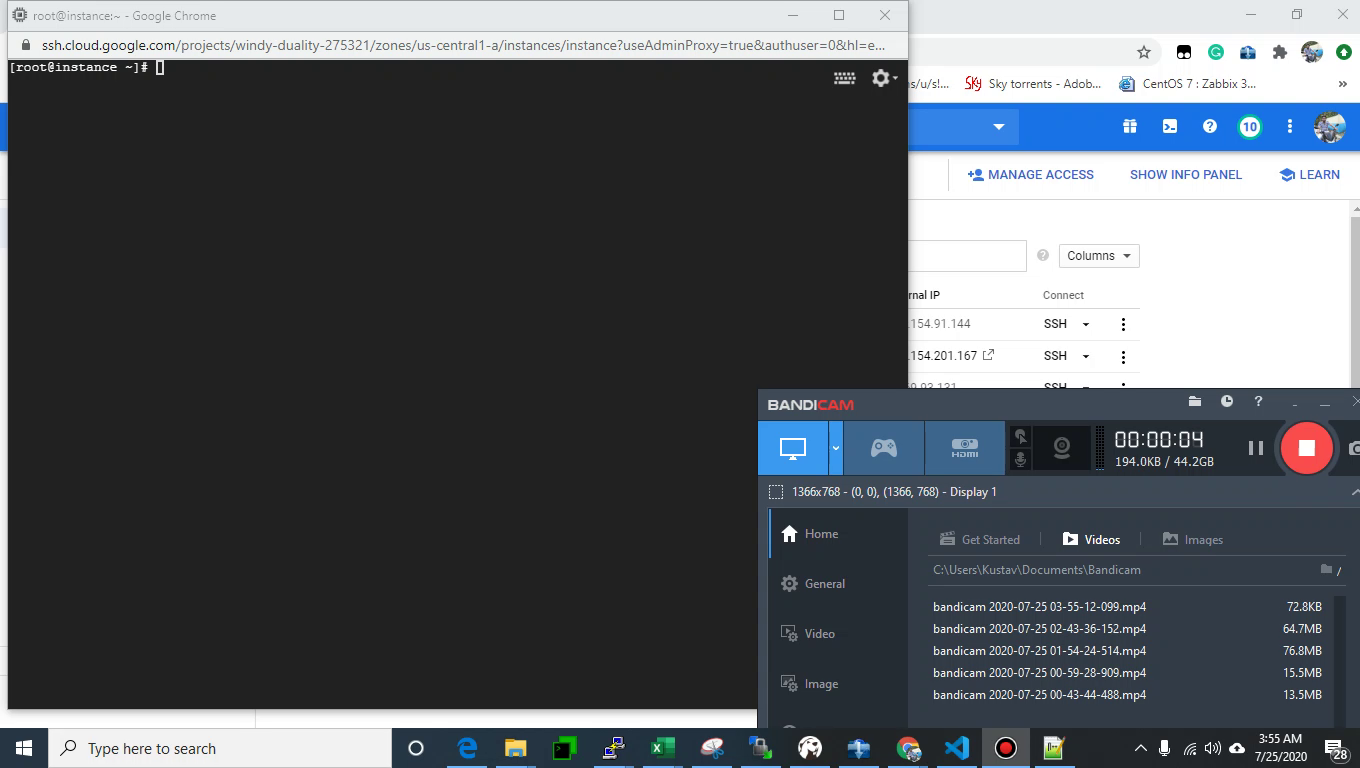 root@instance:~ - Google Chrome
ssh.cloud.google.com/projects/windy-duality-275321/zones/us-central1-a/instances/instance?useAdminProxy=true&authuser=0&hl=e...
[root@instance ~]#
ns/u/s!...
Sky torrents - Adob...
CentOS 7 : Zabbix 3...
»
10
MANAGE ACCESS
SHOW INFO PANEL
LEARN
Columns
rnal IP
Connect
.154.91.144
SSH
.154.201.167
SSH
SSH
BANDICAM
HDMI
00:00:04
194.0KB / 44.2GB
1366x768 - (0, 0), (1366, 768) - Display 1
Home
General
Video
Image
Get Started
Videos
Images
C:\Users\Kustav\Documents\Bandicam
/
bandicam 2020-07-25 03-55-12-099.mp4 72.8KB
bandicam 2020-07-25 02-43-36-152.mp4 64.7MB
bandicam 2020-07-25 01-54-24-514.mp4 76.8MB
bandicam 2020-07-25 00-59-28-909.mp4 15.5MB
bandicam 2020-07-25 00-43-44-488.mp4 13.5MB
Type here to search
3:55 AM
7/25/2020
28